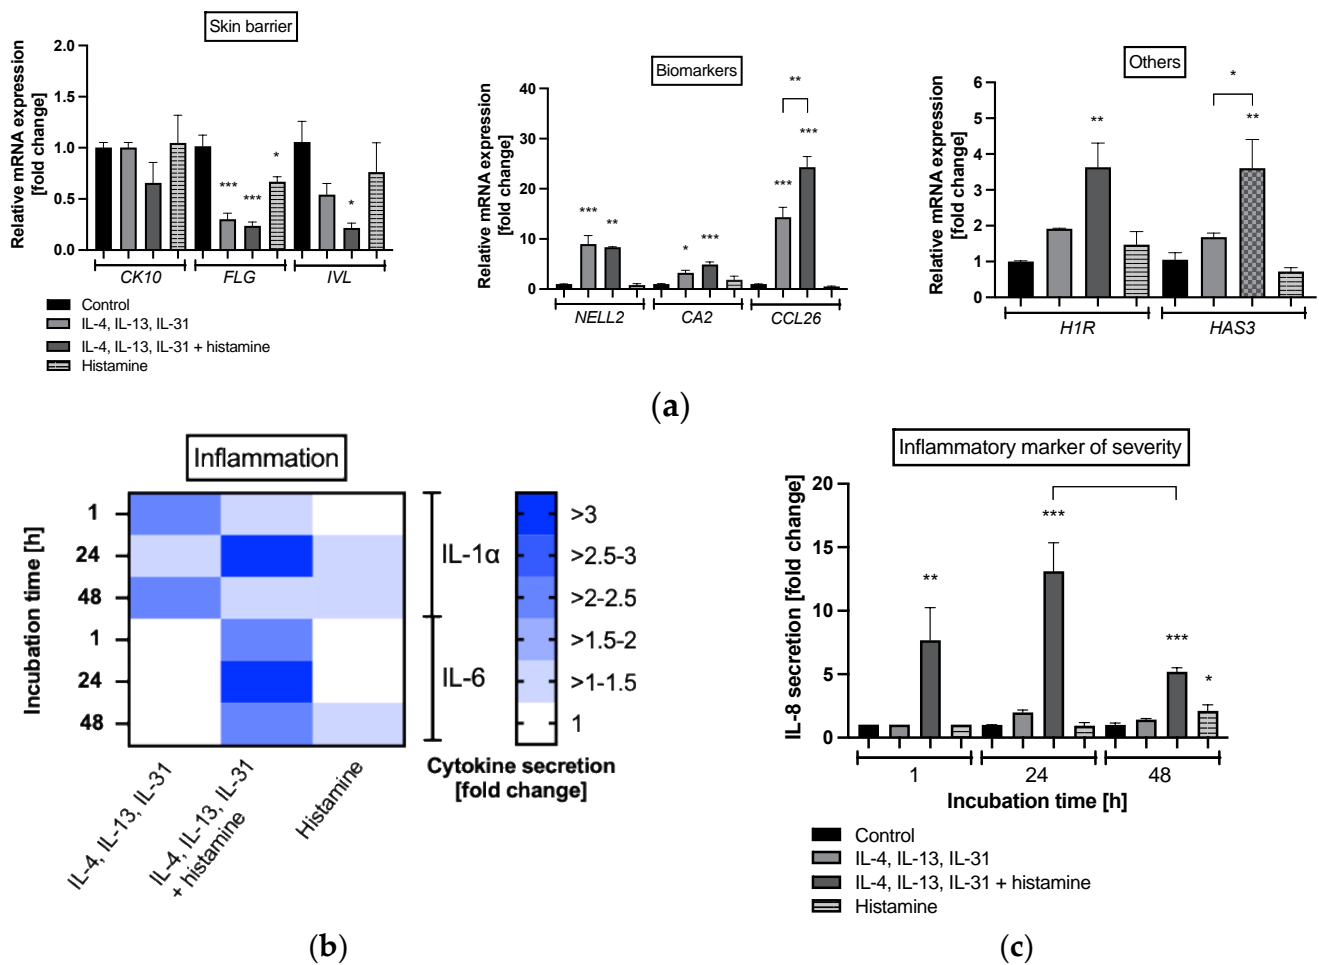 Skin barrier
Relative mRNA expression
[fold change]
2.0
1.5
1.0
0.5
0.0
***
***
*
*
CK10 FLG IVL
Control
IL-4, IL-13, IL-31
IL-4, IL-13, IL-31 + histamine
Histamine
Biomarkers
Relative mRNA expression
[fold change]
40
30
20
10
0
***
**
*
***
***
**
***
NELL2 CA2 CCL26
Others
Relative mRNA expression
[fold change]
6
5
4
3
2
1
0
**
*
**
H1R HAS3
(a)
Inflammation
Incubation time [h]
1
24
48
1
24
48
IL-1α
IL-6
IL-4, IL-13, IL-31
IL-4, IL-13, IL-31
+ histamine
Histamine
>3
>2.5-3
>2-2.5
>1.5-2
>1-1.5
1
Cytokine secretion
[fold change]
(b)
Inflammatory marker of severity
IL-8 secretion [fold change]
20
15
10
5
0
**
***
***
*
1 24 48
Incubation time [h]
Control
IL-4, IL-13, IL-31
IL-4, IL-13, IL-31 + histamine
Histamine
(c)